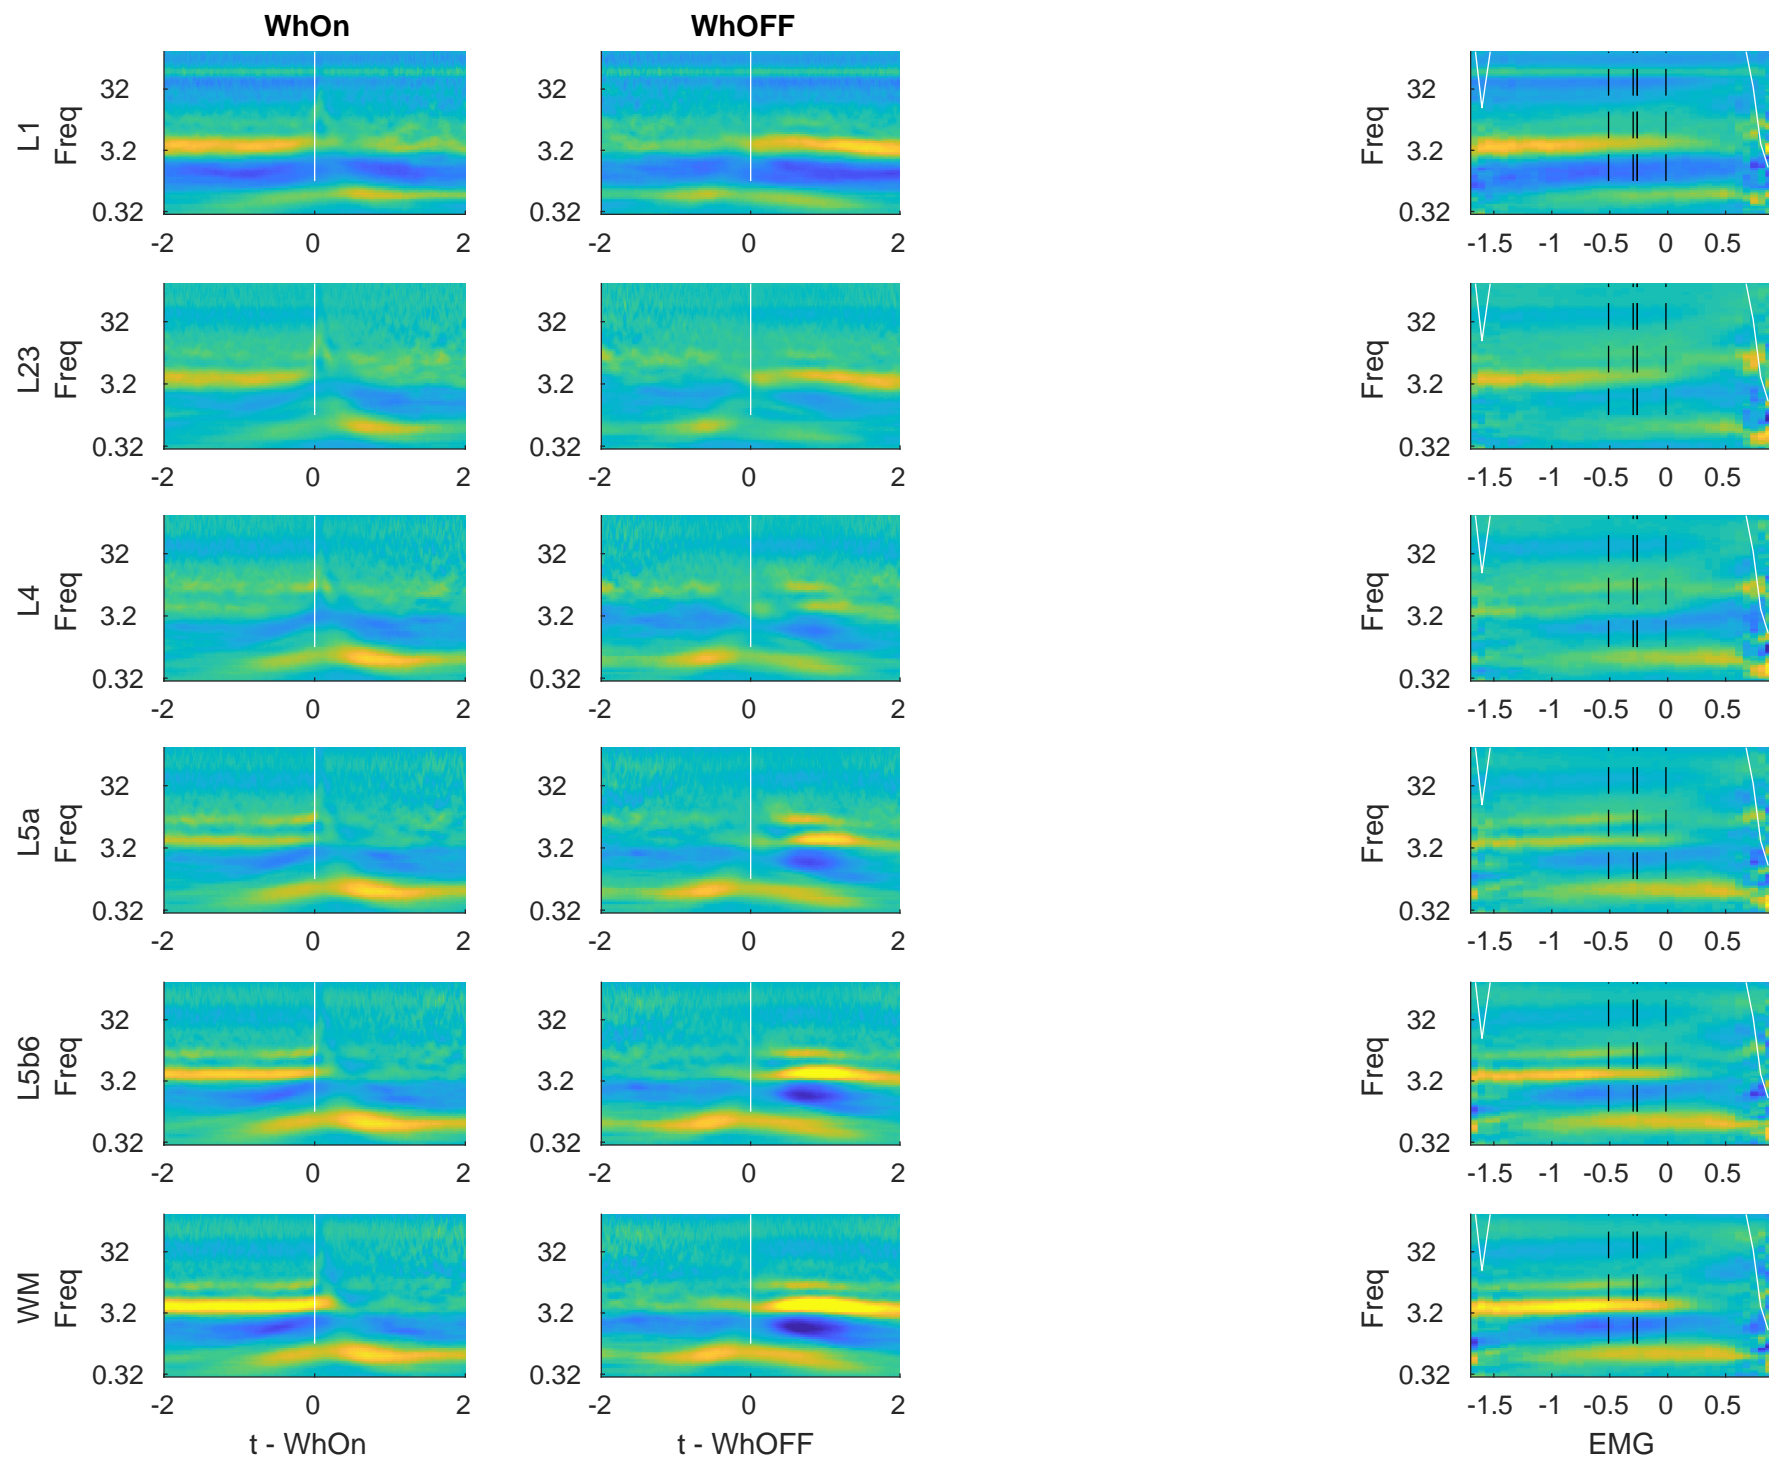 WhOn WhOFF
L1
Freq
32 32 Freq 32
3.2 3.2 3.2
0.32 0.32 0.32
-2 0 2 -2 0 2 -1.5 -1 -0.5 0 0.5
L23
Freq
32 32 Freq 32
3.2 3.2 3.2
0.32 0.32 0.32
-2 0 2 -2 0 2 -1.5 -1 -0.5 0 0.5
L4
Freq
32 32 Freq 32
3.2 3.2 3.2
0.32 0.32 0.32
-2 0 2 -2 0 2 -1.5 -1 -0.5 0 0.5
L5a
Freq
32 32 Freq 32
3.2 3.2 3.2
0.32 0.32 0.32
-2 0 2 -2 0 2 -1.5 -1 -0.5 0 0.5
L5b6
Freq
32 32 Freq 32
3.2 3.2 3.2
0.32 0.32 0.32
-2 0 2 -2 0 2 -1.5 -1 -0.5 0 0.5
WM
Freq
32 32 Freq 32
3.2 3.2 3.2
0.32 0.32 0.32
-2 0 2 -2 0 2 -1.5 -1 -0.5 0 0.5
t - WhOn t - WhOFF EMG